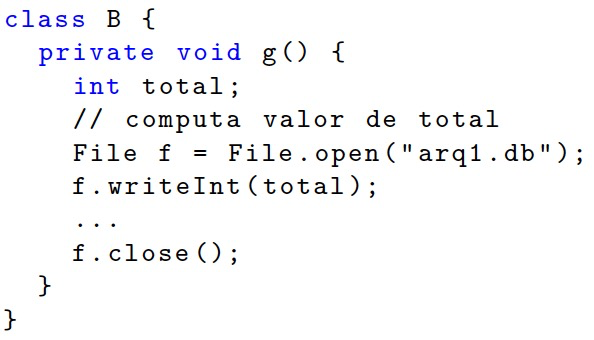 class B {
  private void g() {
    int total;
    // computa valor de total
    File f = File.open("arq1.db");
    f.writeInt(total);
    ...
    f.close();
  }
}